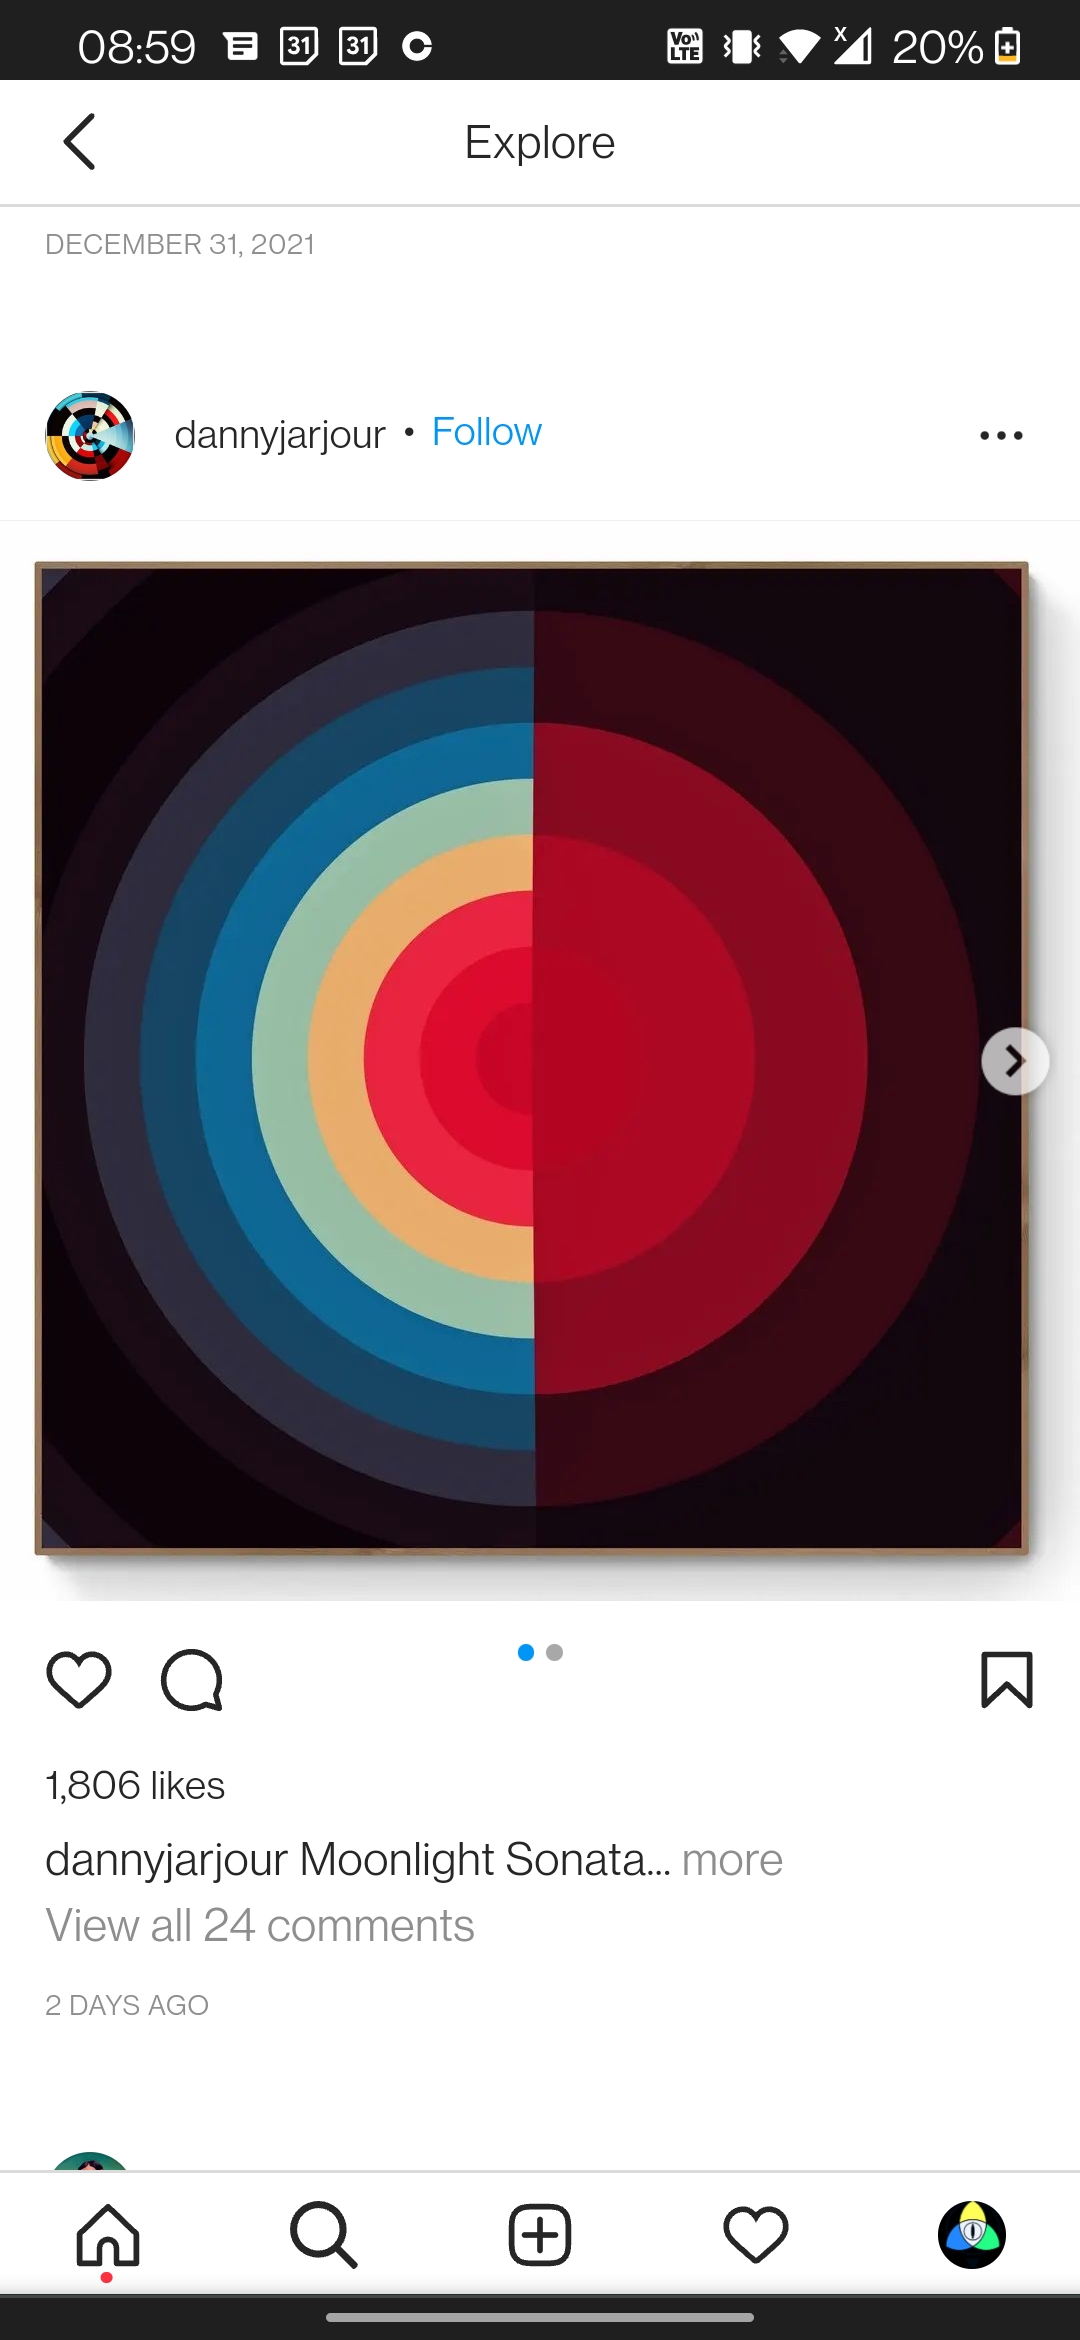 08:59 31 31 Vo)) LTE x 20%
Explore
DECEMBER 31, 2021
dannyjarjour • Follow
1,806 likes
dannyjarjour Moonlight Sonata... more
View all 24 comments
2 DAYS AGO